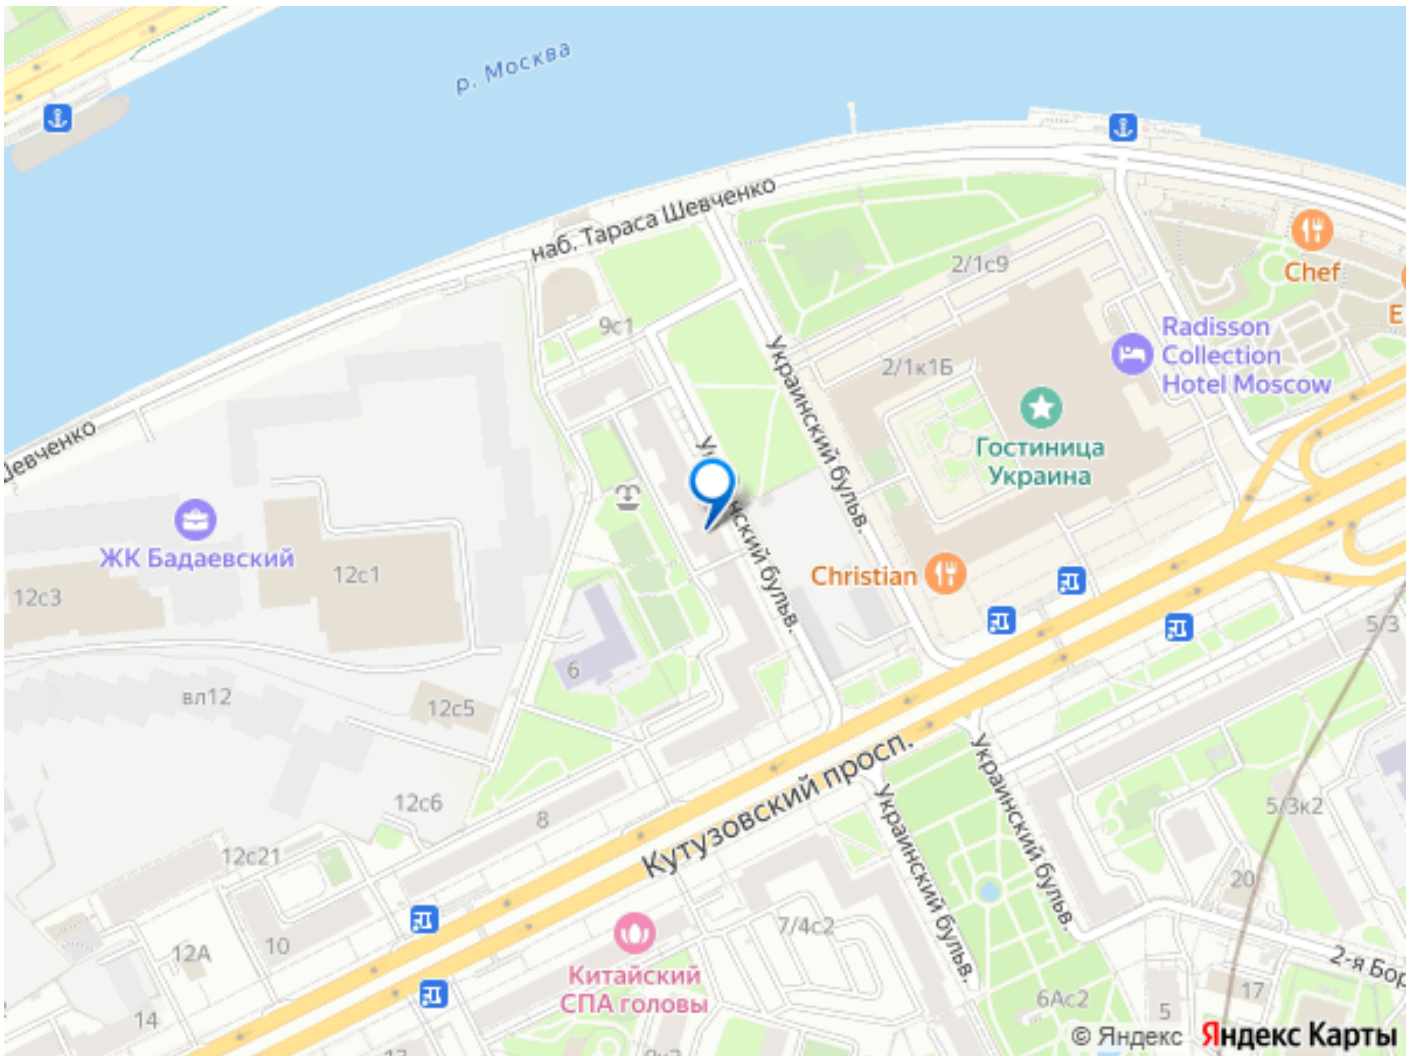 р. Москва
наб. Тараса Шевченко
Chef
2/1с9
Radisson
Collection
Hotel Moscow
9с1
Украинский бульв.
2/1к1Б
Гостиница
Украина
Шевченко
ЖК Бадаевский
12с1
12с3
Christian
6
5/3
вл12
12с5
Кутузовский просп.
Украинский бульв.
Украинский бульв.
12с6
8
5/3к2
12с21
20
7/4с2
12А
10
2-я Бор
Китайский
СПА головы
6Ас2
17
5
14
© Яндекс Яндекс Карты